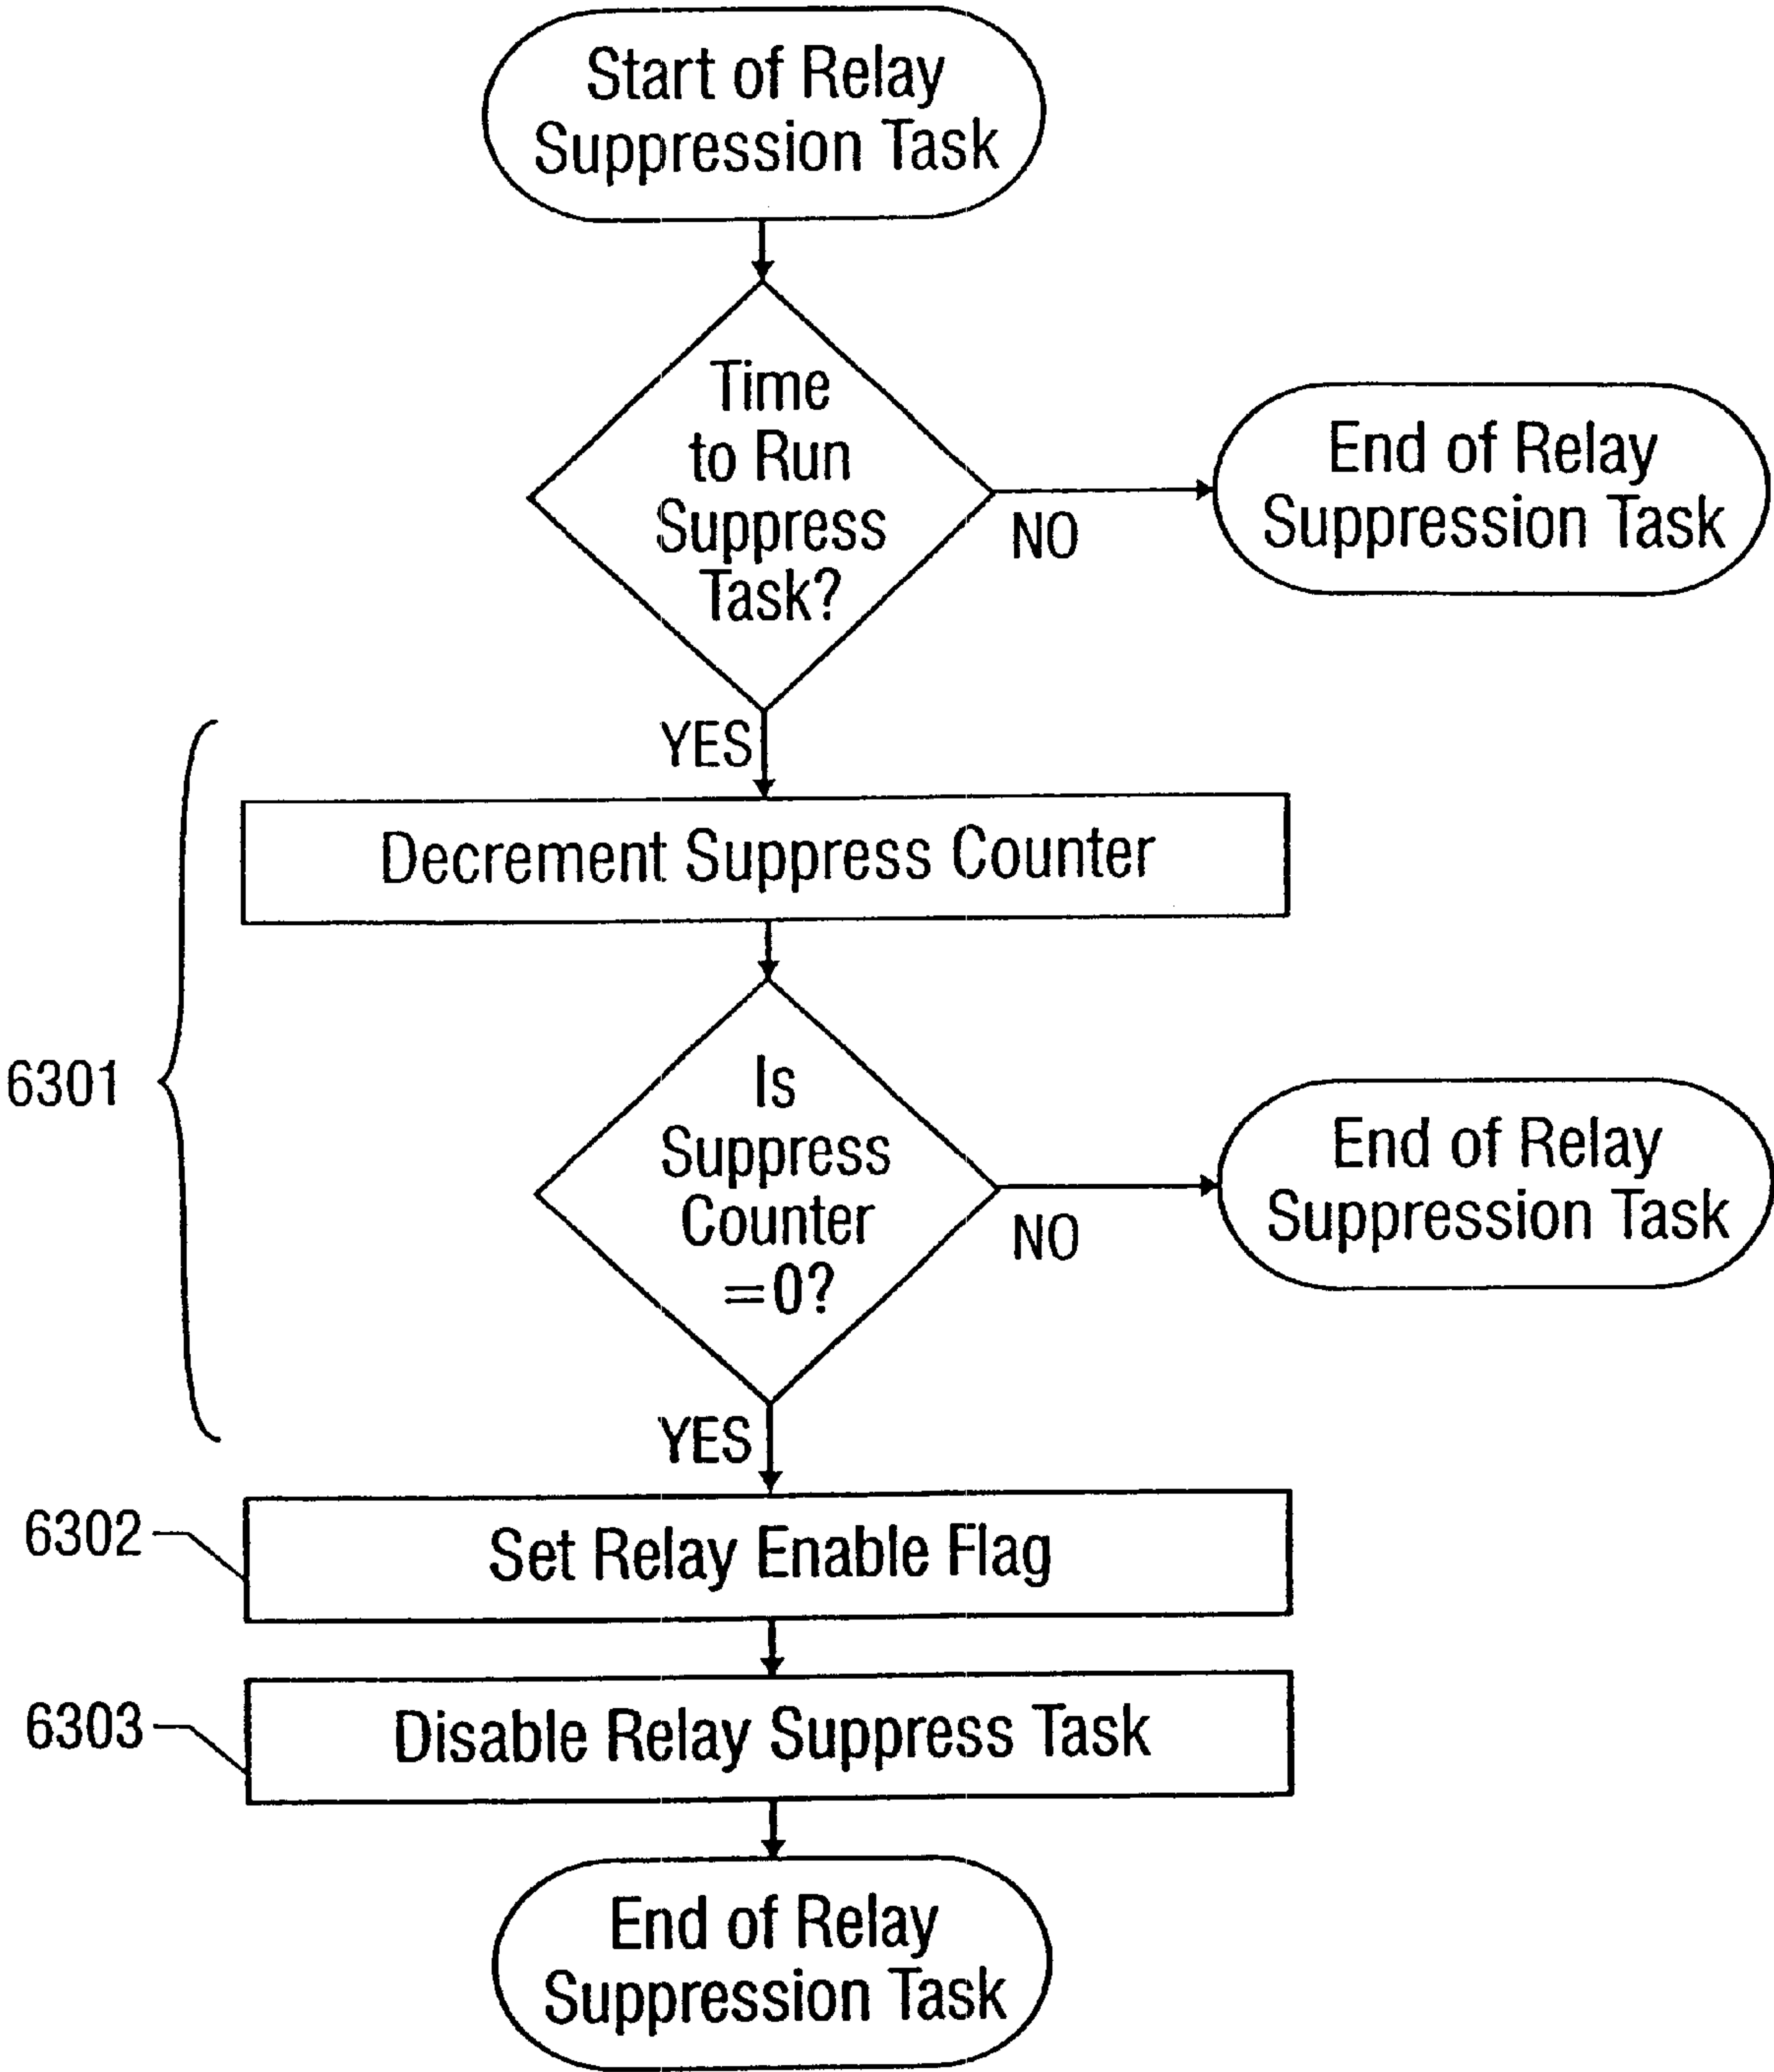 Start of Relay
Suppression Task
Time
to Run
Suppress
Task?
NO
End of Relay
Suppression Task
YES
Decrement Suppress Counter
6301
Is
Suppress
Counter
=0?
NO
End of Relay
Suppression Task
YES
6302
Set Relay Enable Flag
6303
Disable Relay Suppress Task
End of Relay
Suppression Task